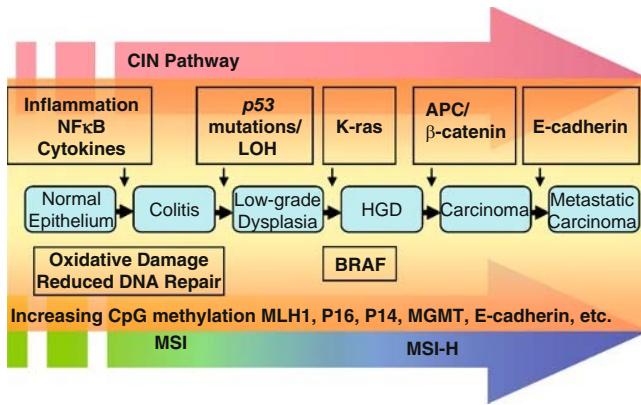 CIN Pathway
Inflammation
NFκB
Cytokines
p53
mutations/
LOH
K-ras
APC/
β-catenin
E-cadherin
Normal
Epithelium
Colitis
Low-grade
Dysplasia
HGD
Carcinoma
Metastatic
Carcinoma
Oxidative Damage
Reduced DNA Repair
BRAF
Increasing CpG methylation MLH1, P16, P14, MGMT, E-cadherin, etc.
MSI
MSI-H